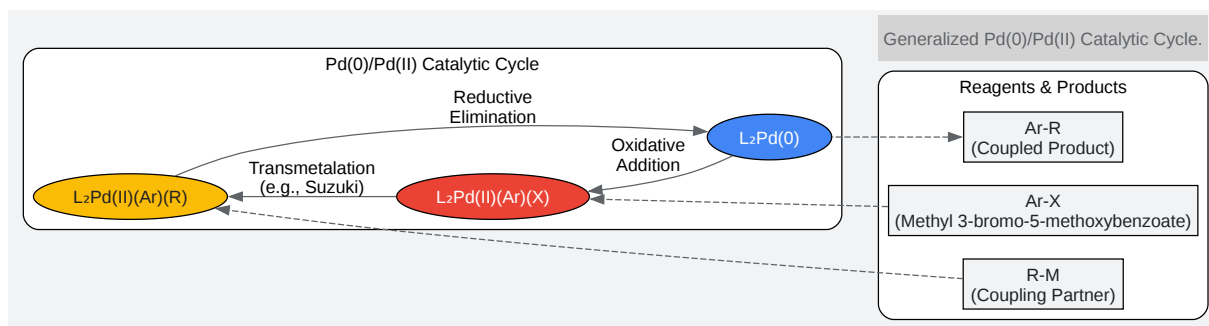 Generalized Pd(0)/Pd(II) Catalytic Cycle.
Pd(0)/Pd(II) Catalytic Cycle
Reductive
Elimination
L₂Pd(0)
Oxidative
Addition
Transmetalation
(e.g., Suzuki)
L₂Pd(II)(Ar)(R)
L₂Pd(II)(Ar)(X)
Reagents & Products
Ar-R
(Coupled Product)
Ar-X
(Methyl 3-bromo-5-methoxybenzoate)
R-M
(Coupling Partner)